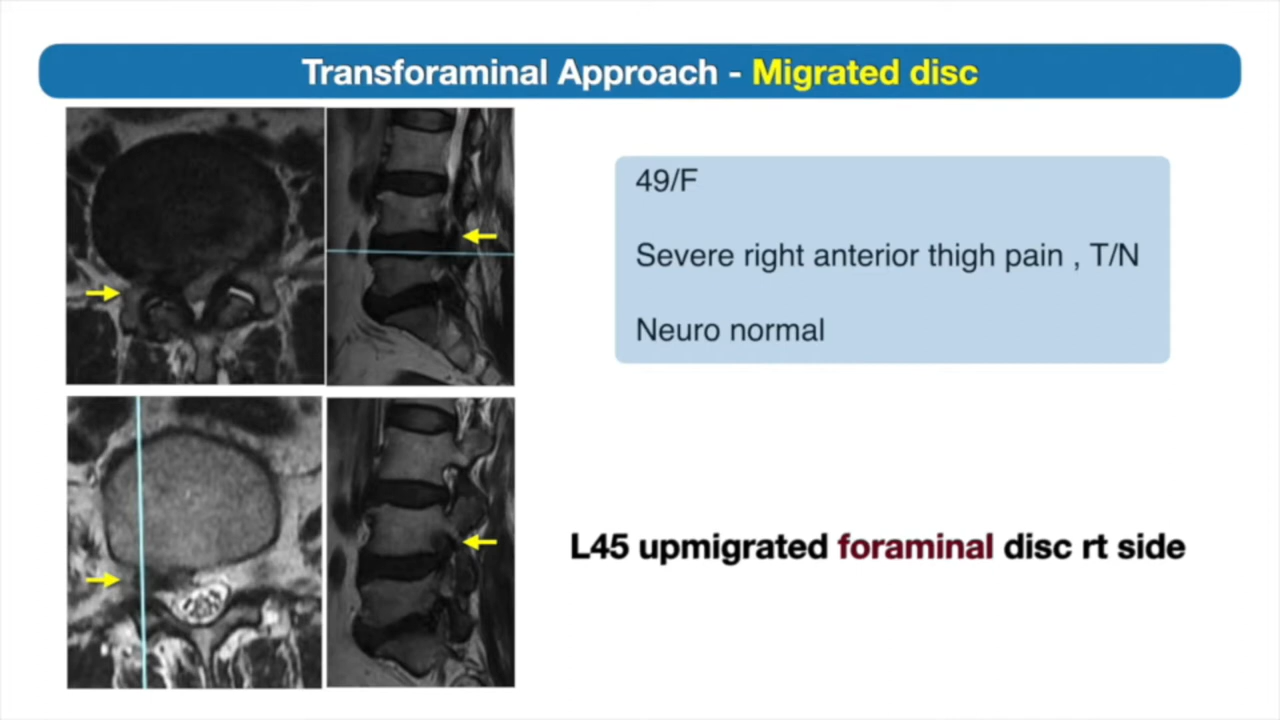 Transforaminal Approach - Migrated disc
49/F
Severe right anterior thigh pain , T/N
Neuro normal
L45 upmigrated foraminal disc rt side